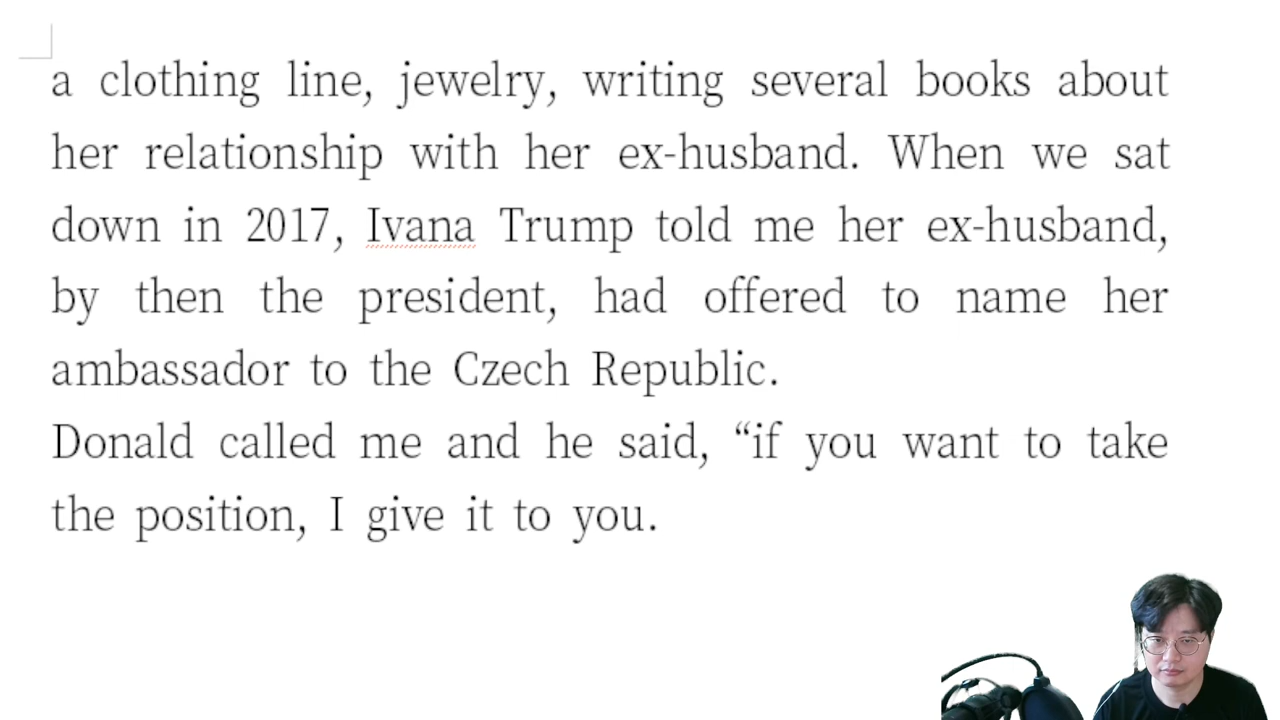 a clothing line, jewelry, writing several books about
her relationship with her ex-husband. When we sat
down in 2017, Ivana Trump told me her ex-husband,
by then the president, had offered to name her
ambassador to the Czech Republic.
Donald called me and he said, “if you want to take
the position, I give it to you.